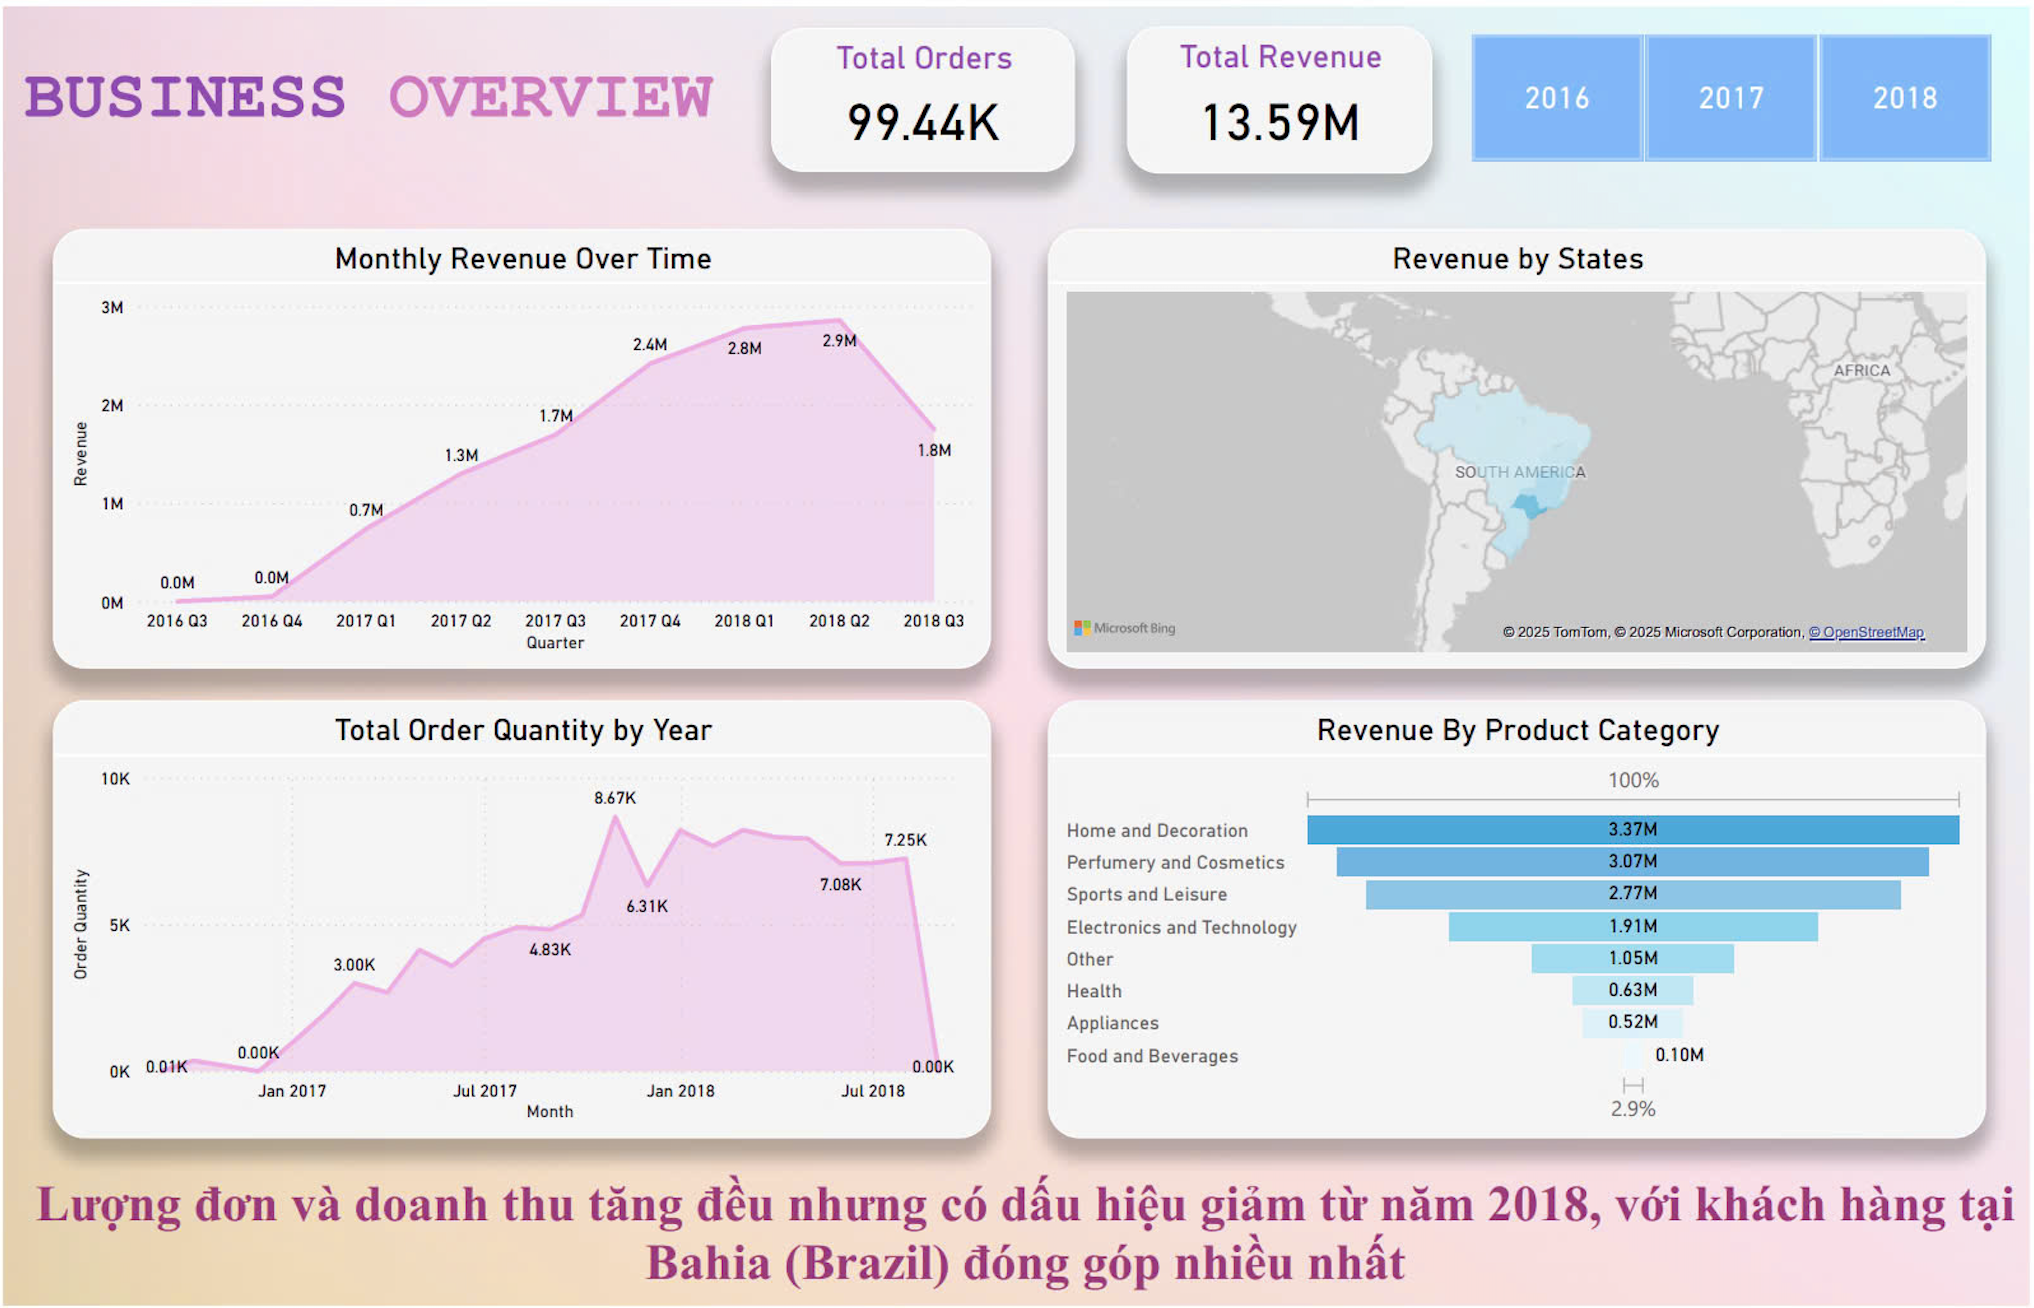 BUSINESS OVERVIEW
Total Orders
99.44K
Total Revenue
13.59M
2016
2017
2018
Monthly Revenue Over Time
Revenue
3M
2M
1M
0M
0.0M
0.0M
0.7M
1.3M
1.7M
2.4M
2.8M
2.9M
1.8M
2016 Q3
2016 Q4
2017 Q1
2017 Q2
2017 Q3
2017 Q4
2018 Q1
2018 Q2
2018 Q3
Quarter
Revenue by States
AFRICA
SOUTH AMERICA
Microsoft Bing
© 2025 TomTom, © 2025 Microsoft Corporation, © OpenStreetMap
Total Order Quantity by Year
Order Quantity
10K
5K
0K
0.01K
0.00K
3.00K
4.83K
8.67K
6.31K
7.08K
7.25K
0.00K
Jan 2017
Jul 2017
Jan 2018
Jul 2018
Month
Revenue By Product Category
100%
Home and Decoration
3.37M
Perfumery and Cosmetics
3.07M
Sports and Leisure
2.77M
Electronics and Technology
1.91M
Other
1.05M
Health
0.63M
Appliances
0.52M
Food and Beverages
0.10M
2.9%
Lượng đơn và doanh thu tăng đều nhưng có dấu hiệu giảm từ năm 2018, với khách hàng tại
Bahia (Brazil) đóng góp nhiều nhất